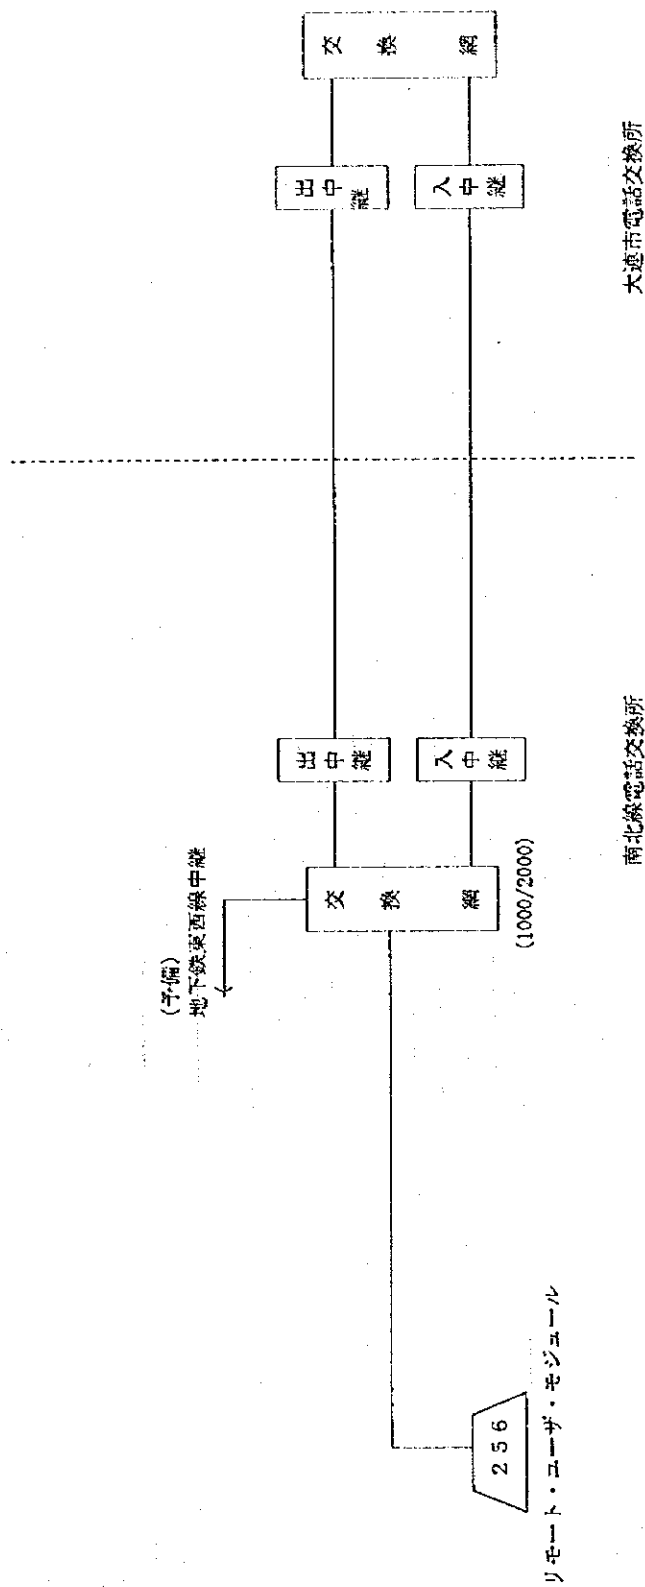 (予備)
地下鉄東西線中継
交換網
(1000/2000)
出中継
入中継
出中継
入中継
交換網
256
リモート・ユーザ・モジュール
南北線電話交換所
大連市電話交換所